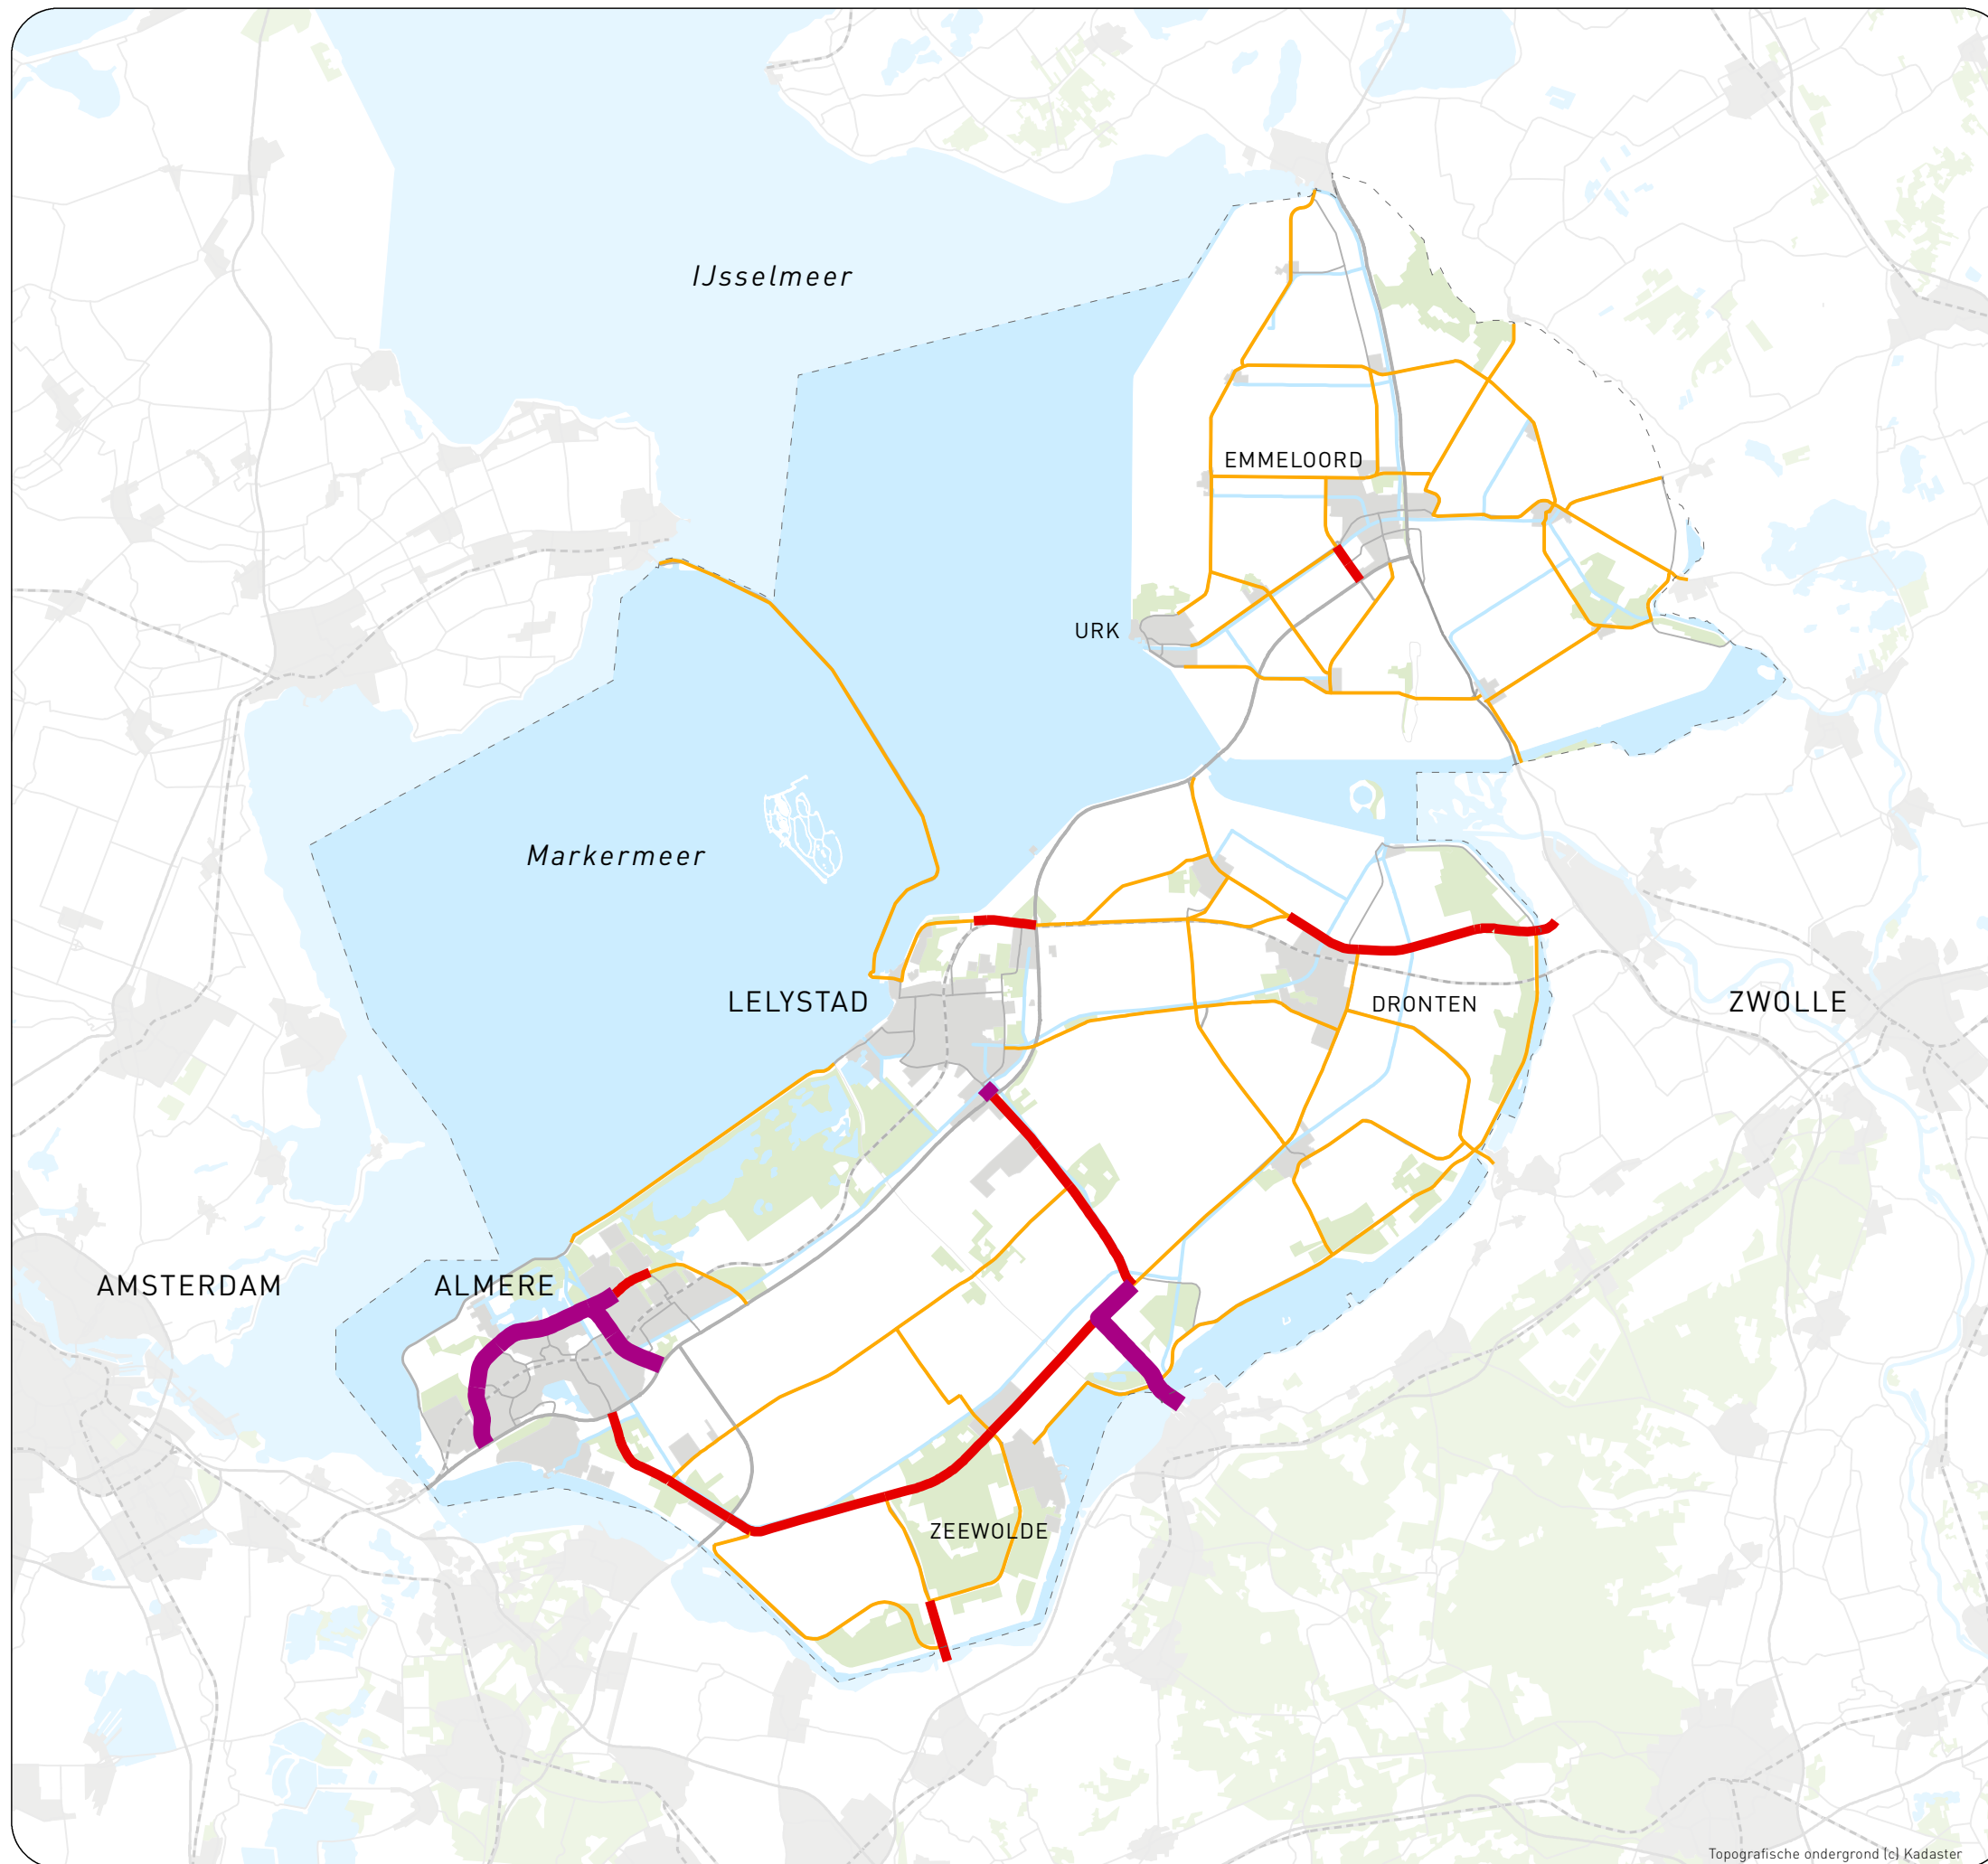 IJsselmeer
EMMELOORD
URK
Markermeer
LELYSTAD
DRONTEN
ZWOLLE
AMSTERDAM
ALMERE
ZEEWOLDE
Topografische ondergrond (c) Kadaster